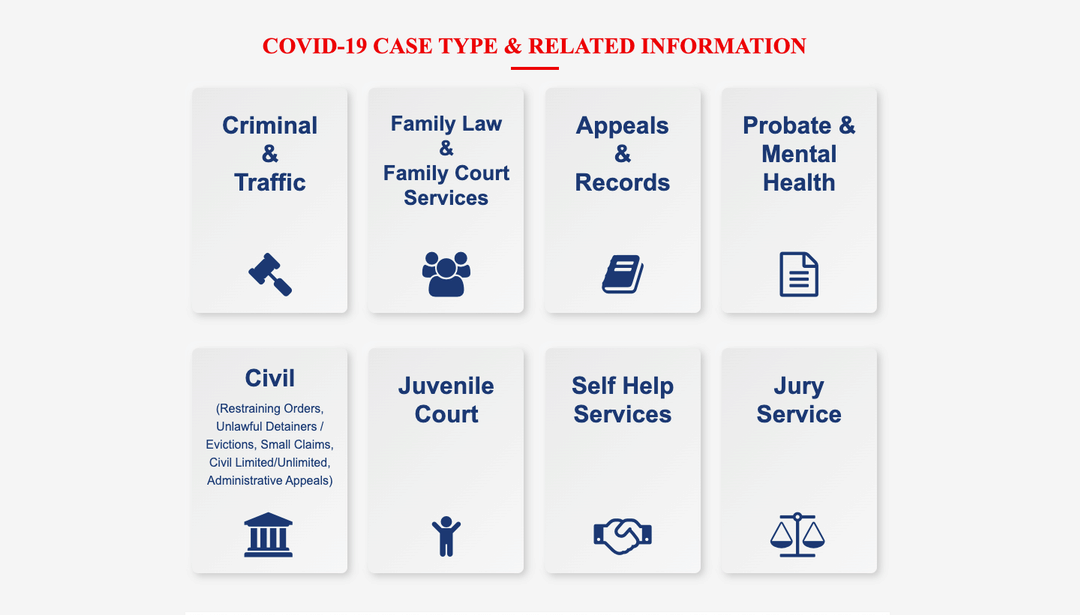 COVID-19 CASE TYPE & RELATED INFORMATION
Criminal
&
Traffic
Family Law
&
Family Court
Services
Appeals
&
Records
Probate &
Mental
Health
Civil
(Restraining Orders,
Unlawful Detainers /
Evictions, Small Claims,
Civil Limited/Unlimited,
Administrative Appeals)
Juvenile
Court
Self Help
Services
Jury
Service